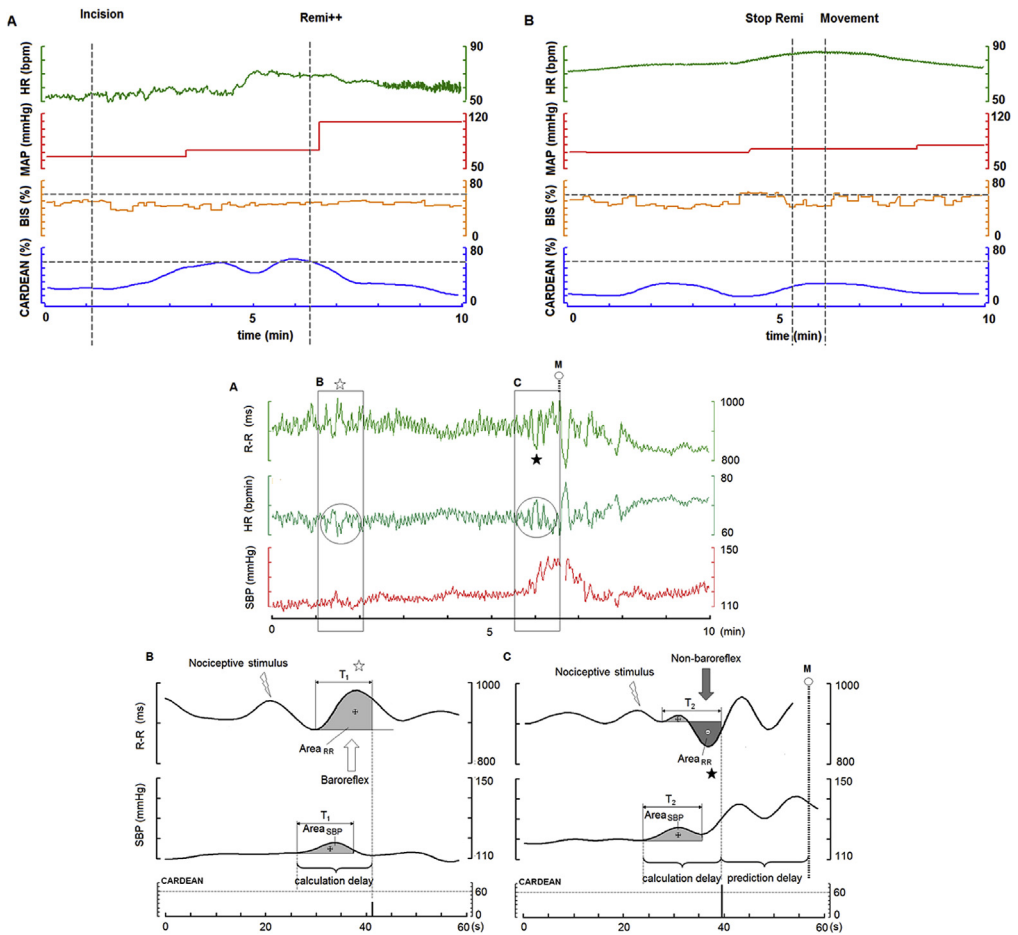 A
Incision
Remi++
HR (bpm)
90
50
MAP (mmHg)
120
50
BIS (%)
80
0
CARDEAN (%)
80
0
0
5
10
time (min)
B
Stop Remi
Movement
HR (bpm)
90
50
MAP (mmHg)
120
50
BIS (%)
80
0
CARDEAN (%)
80
0
0
5
10
time (min)
A
B
C
M
R-R (ms)
1000
800
HR (bpmin)
80
60
SBP (mmHg)
150
110
0
5
10
(min)
B
Nociceptive stimulus
T1
1000
R-R (ms)
Area RR
800
Baroreflex
150
SBP (mmHg)
T1
Area SBP
110
calculation delay
CARDEAN
60
0
0
20
40
60 (s)
C
Non-baroreflex
Nociceptive stimulus
M
T2
1000
R-R (ms)
Area RR
800
150
SBP (mmHg)
T2
Area SBP
110
calculation delay
prediction delay
CARDEAN
60
0
0
20
40
60 (s)